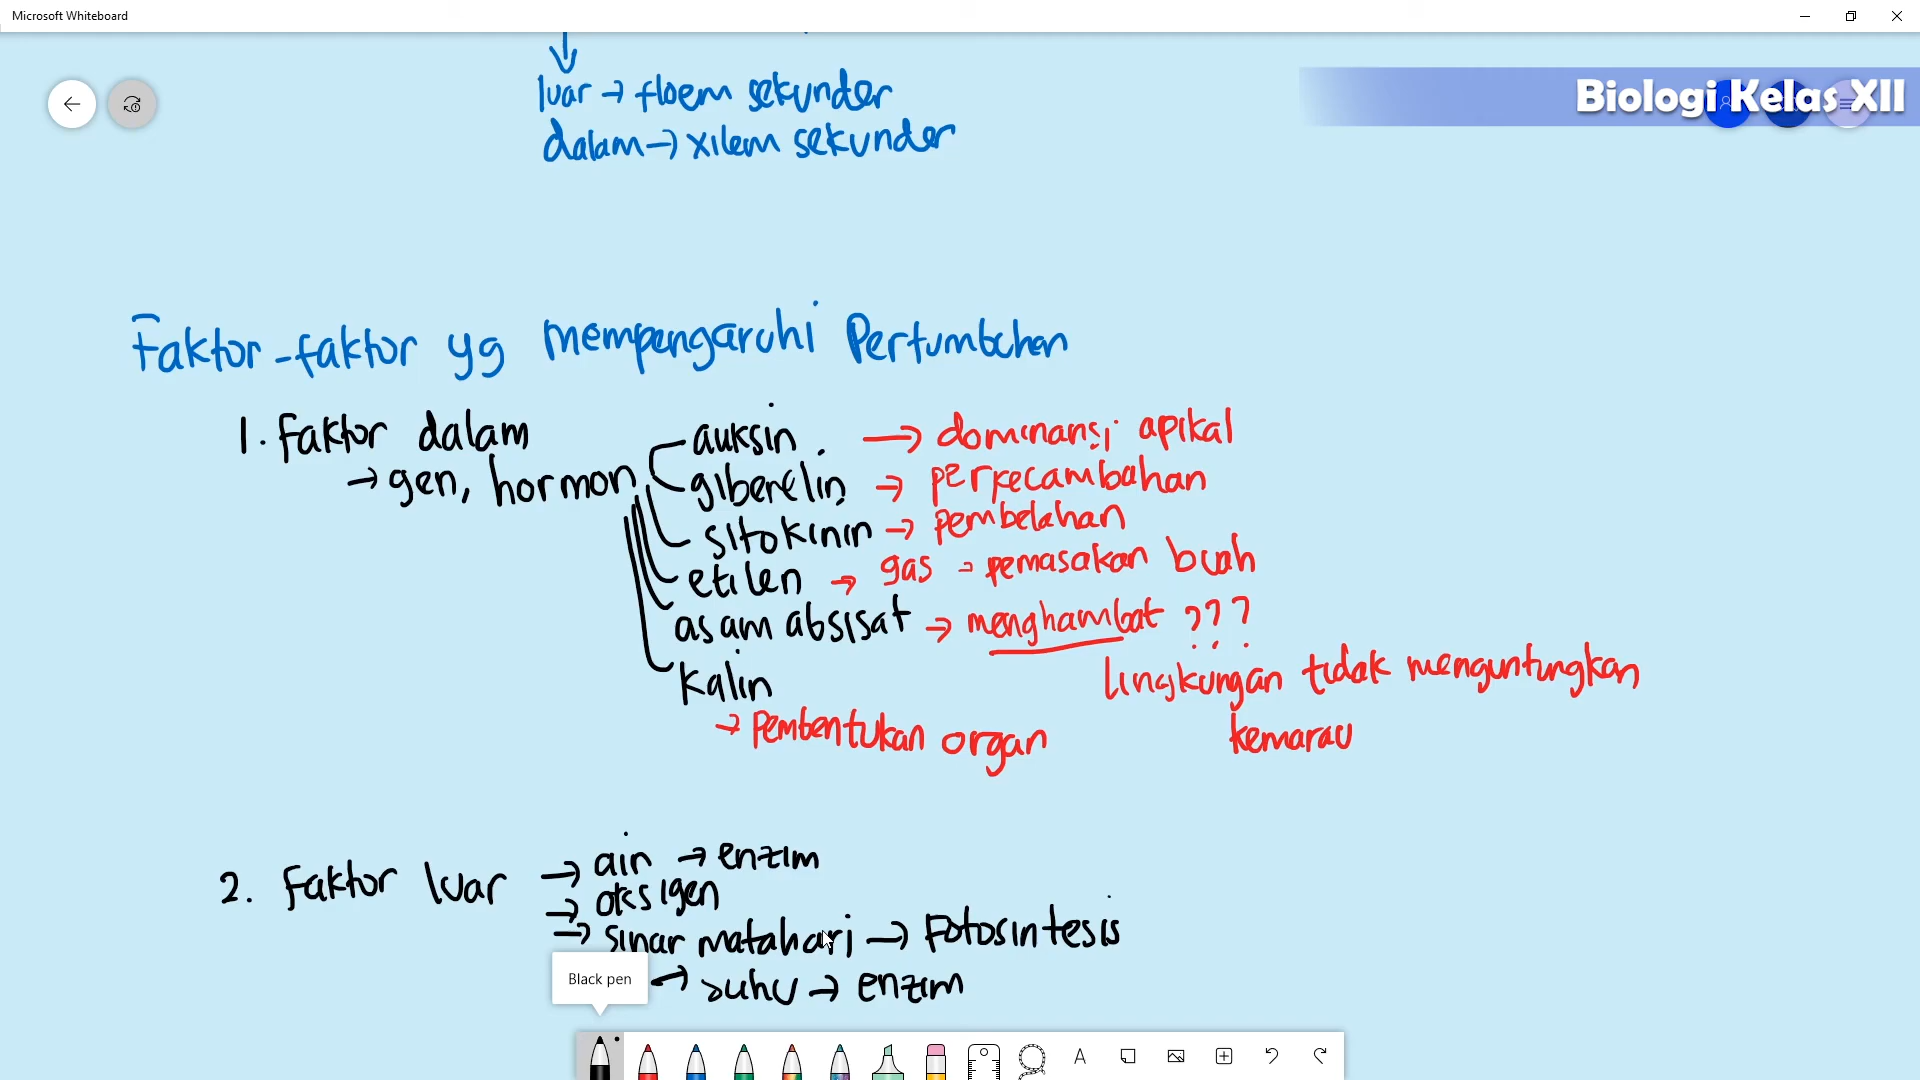 Microsoft Whiteboard
luar → floem sekunder
Biologi Kelas XII
dalam → xilem sekunder
Faktor-faktor yg mempengaruhi Pertumbuhan
1. Faktor dalam
→ gen, hormon
auksin → dominansi apikal
giberelin → perkecambahan
sitokinin → pembelahan
etilen → gas - pemasakan buah
asam absisat → menghambat ???
lingkungan tidak menguntungkan
kemarau
kalin
→ Pembentukan organ
2. Faktor luar → air → enzim
→ oksigen
→ sinar matahari → Fotosintesis
→ suhu → enzim
Black pen
A